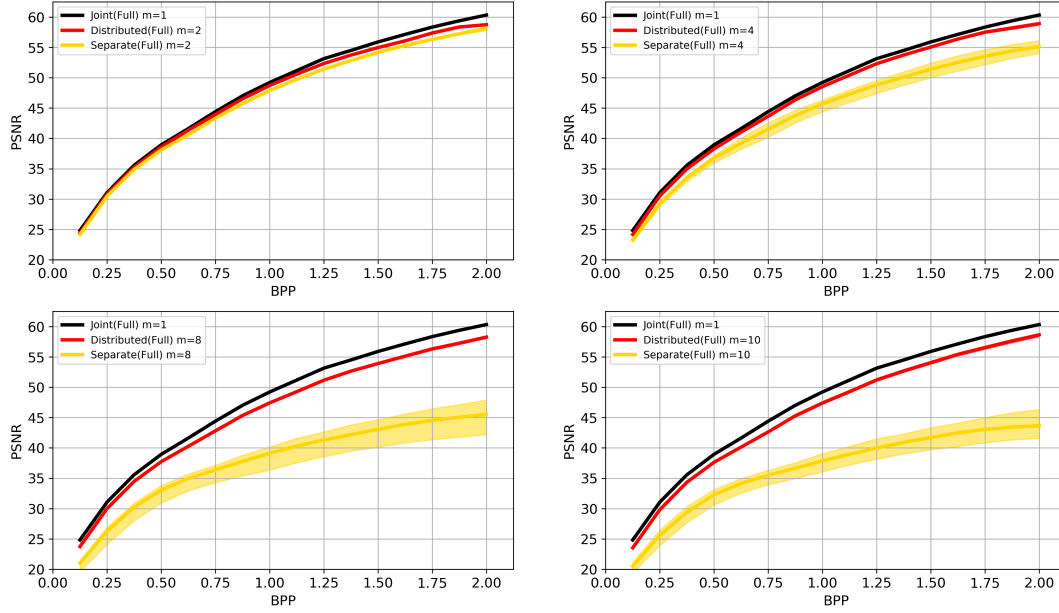 Joint(Full) m=1
Distributed(Full) m=2
Separate(Full) m=2
PSNR
60
55
50
45
40
35
30
25
20
0.00 0.25 0.50 0.75 1.00 1.25 1.50 1.75 2.00
BPP
Joint(Full) m=1
Distributed(Full) m=4
Separate(Full) m=4
PSNR
60
55
50
45
40
35
30
25
20
0.00 0.25 0.50 0.75 1.00 1.25 1.50 1.75 2.00
BPP
Joint(Full) m=1
Distributed(Full) m=8
Separate(Full) m=8
PSNR
60
55
50
45
40
35
30
25
20
0.00 0.25 0.50 0.75 1.00 1.25 1.50 1.75 2.00
BPP
Joint(Full) m=1
Distributed(Full) m=10
Separate(Full) m=10
PSNR
60
55
50
45
40
35
30
25
20
0.00 0.25 0.50 0.75 1.00 1.25 1.50 1.75 2.00
BPP